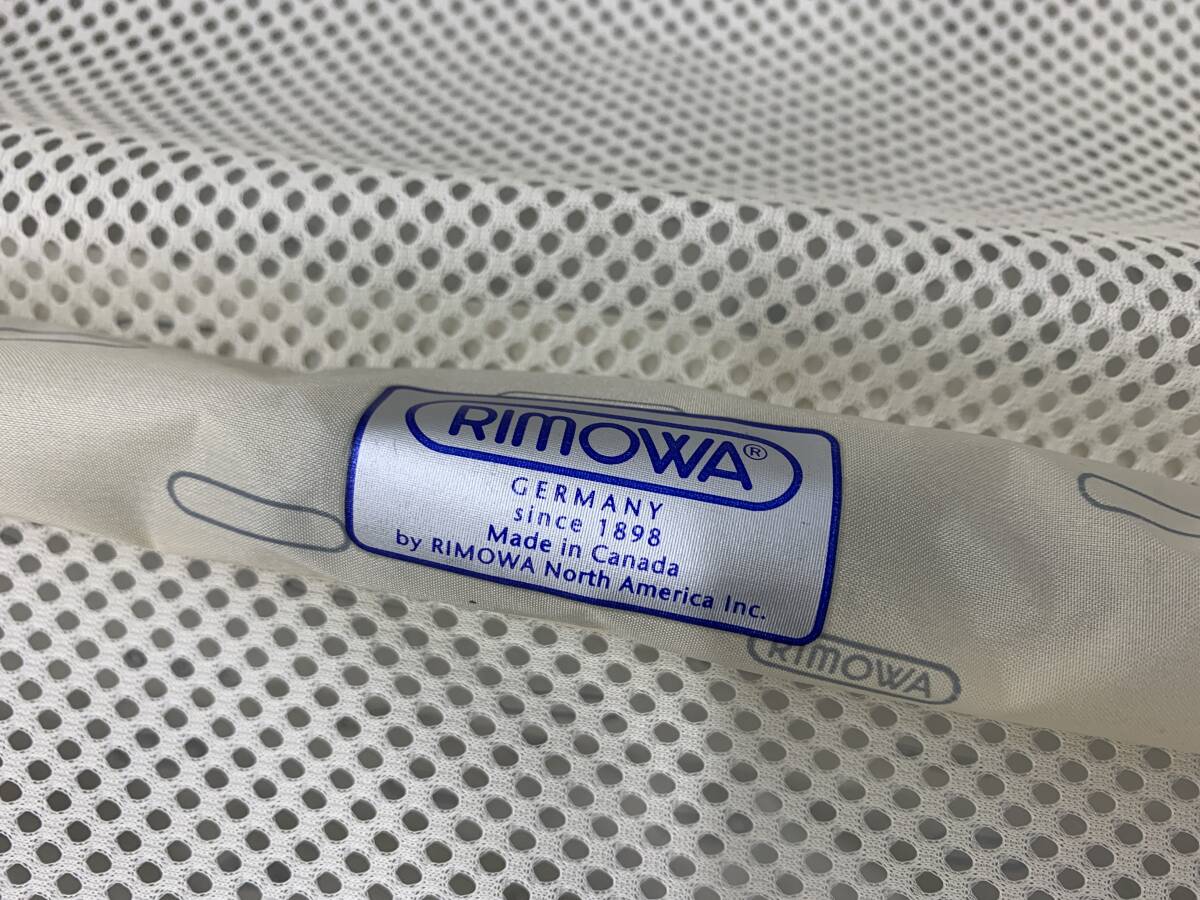 RIMOWA®
GERMANY
since 1898
Made in Canada
by RIMOWA North America Inc.
RIMOWA